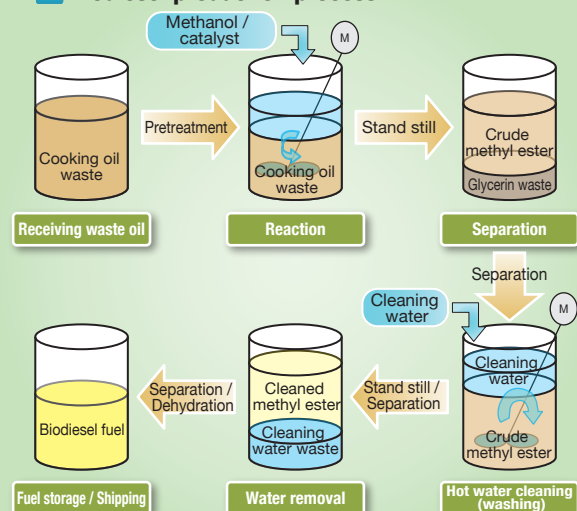 process
Methanol /
catalyst
M
Cooking oil
waste
Pretreatment
Cooking oil
waste
Stand still
Crude
methyl ester
Glycerin waste
Receiving waste oil
Reaction
Separation
Separation
Cleaning
water
M
Cleaning
water
Crude
methyl ester
Stand still /
Separation
Cleaned
methyl ester
Cleaning
water waste
Separation /
Dehydration
Biodiesel fuel
Fuel storage / Shipping
Water removal
Hot water cleaning
(washing)